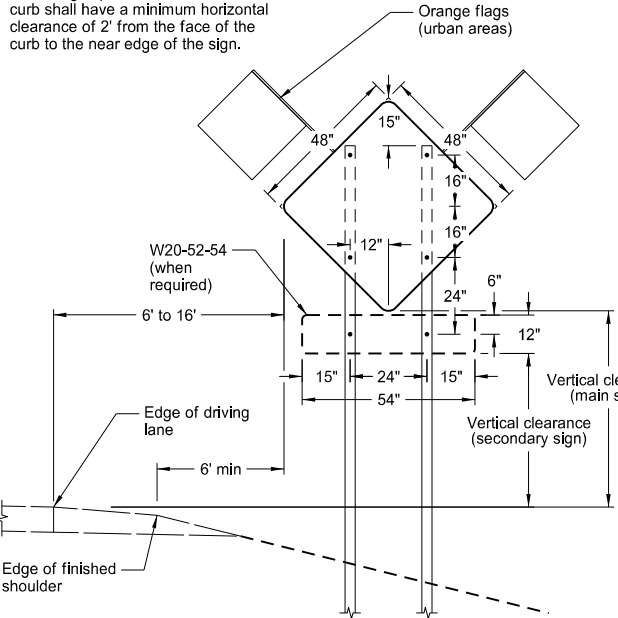 curb shall have a minimum horizontal
clearance of 2' from the face of the
curb to the near edge of the sign.
Orange flags
(urban areas)
15"
48"
48"
16"
16"
12"
W20-52-54
(when
required)
24"
6"
6' to 16'
12"
15"
24"
15"
54"
Vertical
(main
Vertical clearance
(secondary sign)
Edge of driving
lane
6' min
Edge of finished
shoulder